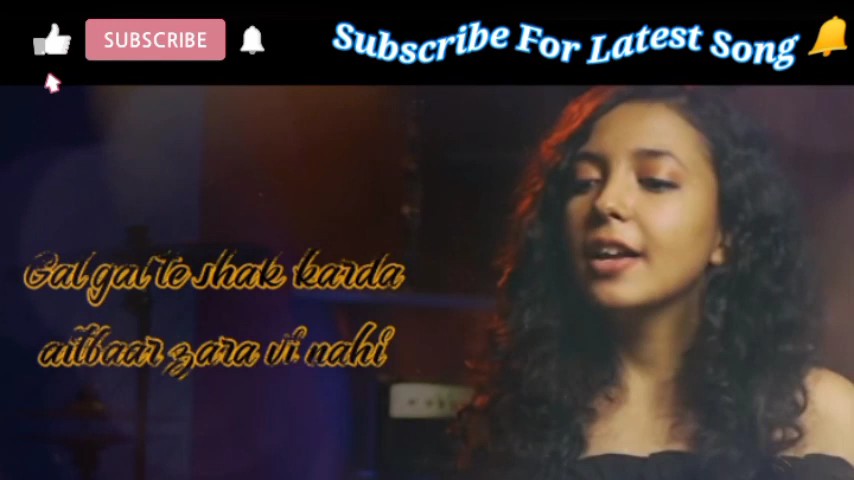 SUBSCRIBE
Subscribe For Latest Song
Gal gal te shak karda
aitbaar zara vi nahi